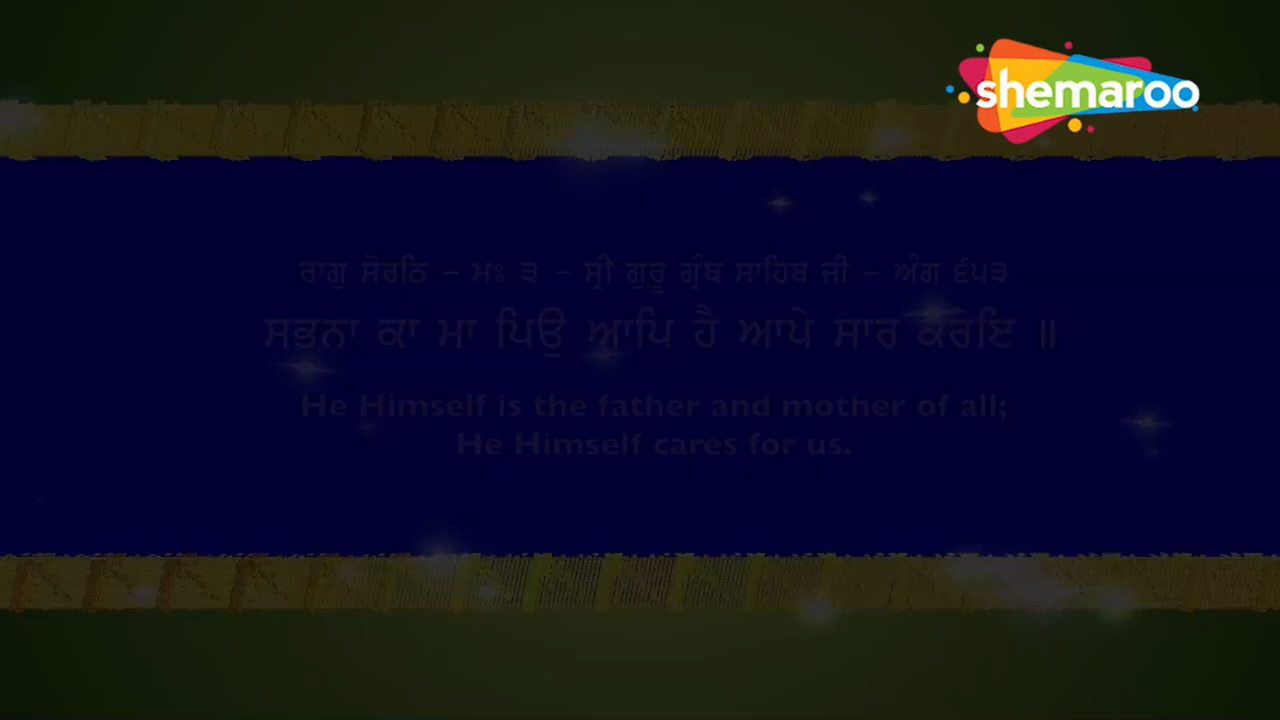 shemaroo
ਰਾਗੁ ਸੋਰਠਿ – ਮਃ ੩ – ਸ੍ਰੀ ਗੁਰੂ ਗ੍ਰੰਥ ਸਾਹਿਬ ਜੀ – ਅੰਗ ੬੫੩
ਸਭਨਾ ਕਾ ਮਾ ਪਿਉ ਆਪਿ ਹੈ ਆਪੇ ਸਾਰ ਕਰੇਇ ॥
He Himself is the father and mother of all;
He Himself cares for us.